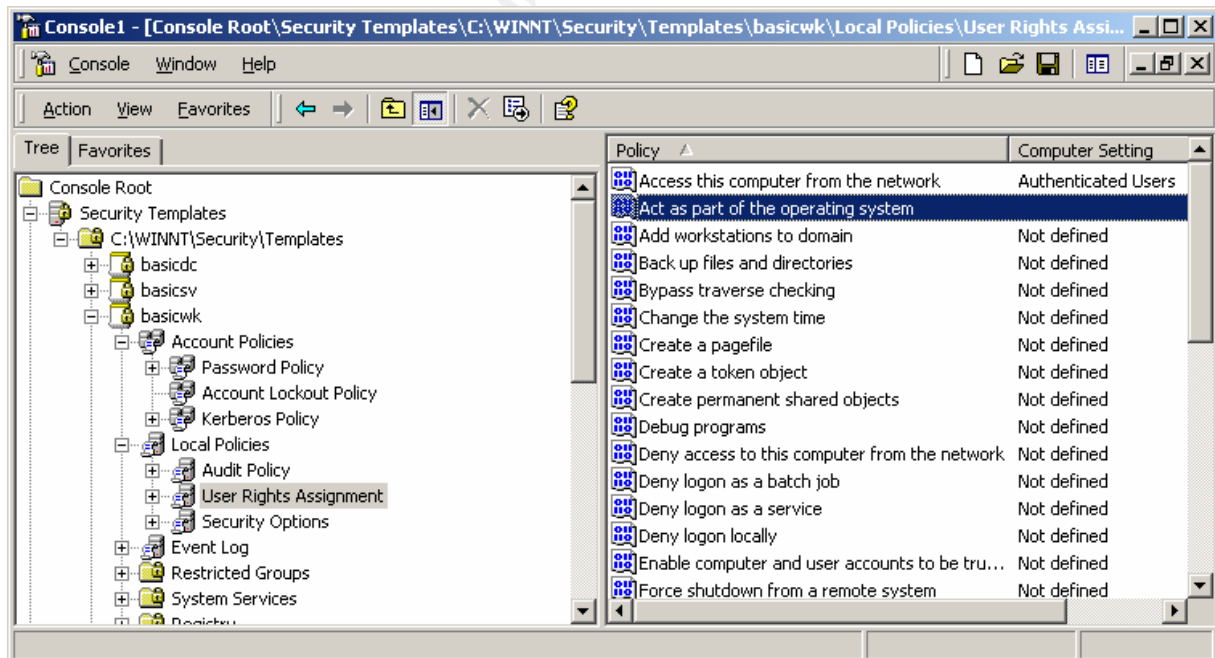 Console1 - [Console Root\Security Templates\C:\WINNT\Security\Templates\basicwk\Local Policies\User Rights Assi...
Console Window Help
Action View Favorites
Tree Favorites
Console Root
Security Templates
C:\WINNT\Security\Templates
basicdc
basicsv
basicwk
Account Policies
Password Policy
Account Lockout Policy
Kerberos Policy
Local Policies
Audit Policy
User Rights Assignment
Security Options
Event Log
Restricted Groups
System Services
Registry
Policy Computer Setting
Access this computer from the network Authenticated Users
Act as part of the operating system
Add workstations to domain Not defined
Back up files and directories Not defined
Bypass traverse checking Not defined
Change the system time Not defined
Create a pagefile Not defined
Create a token object Not defined
Create permanent shared objects Not defined
Debug programs Not defined
Deny access to this computer from the network Not defined
Deny logon as a batch job Not defined
Deny logon as a service Not defined
Deny logon locally Not defined
Enable computer and user accounts to be tru... Not defined
Force shutdown from a remote system Not defined